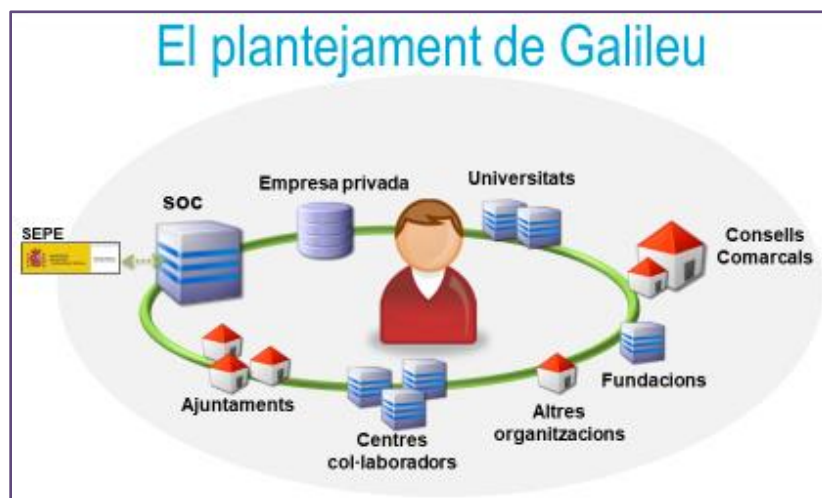 El plantejament de Galileu
Empresa privada
Universitats
SOC
SEPE
Consells
Comarcals
Fundacions
Ajuntaments
Altres
organitzacions
Centres
col·laboradors